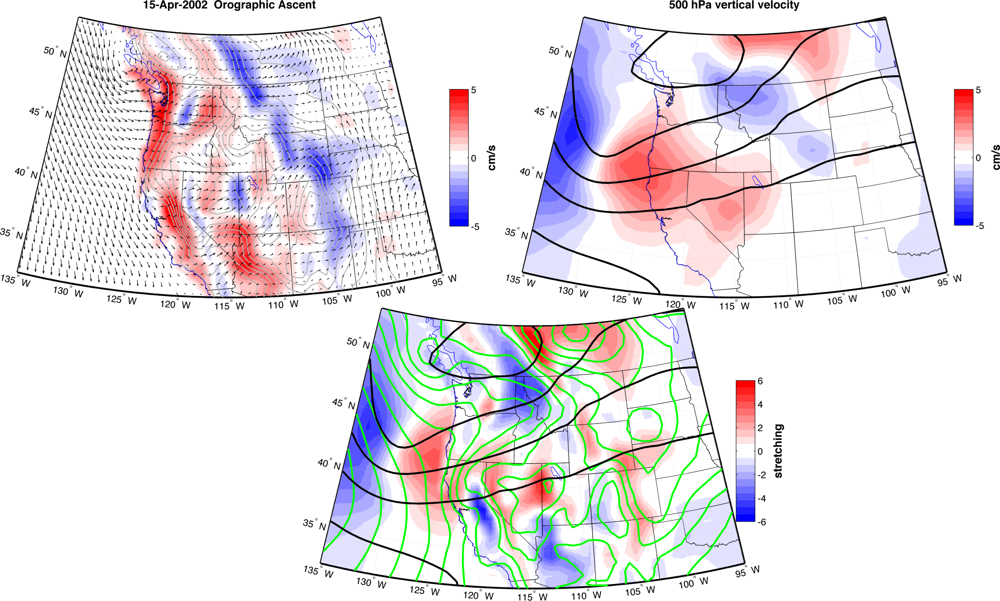 15-Apr-2002 Orographic Ascent
50° N
45° N
40° N
35° N
135° W
130° W
125° W
120° W
115° W
110° W
105° W
100° W
95° W
5
0
-5
cm/s
500 hPa vertical velocity
50° N
45° N
40° N
35° N
135° W
130° W
125° W
120° W
115° W
110° W
105° W
100° W
95° W
5
0
-5
cm/s
50° N
45° N
40° N
35° N
135° W
130° W
125° W
120° W
115° W
110° W
105° W
100° W
95° W
6
4
2
0
-2
-4
-6
stretching